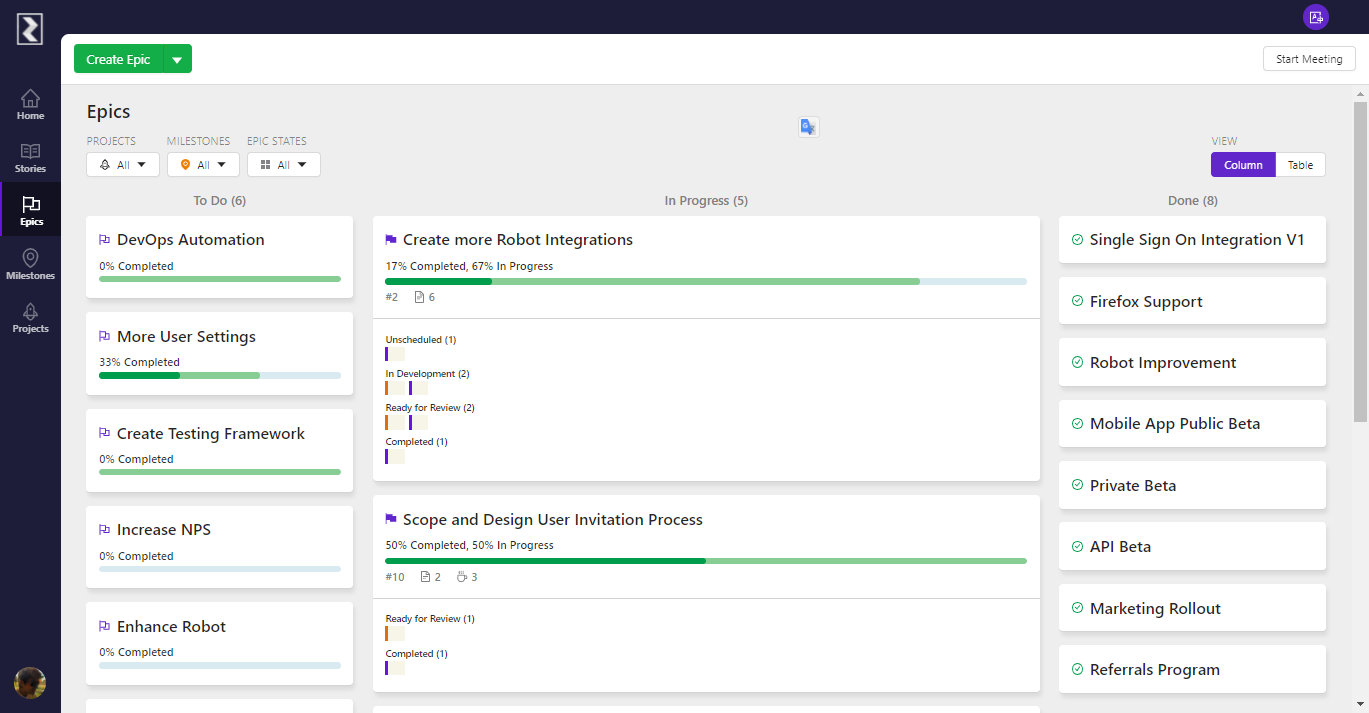 Create Epic
Start Meeting
Home
Stories
Epics
Milestones
Projects
Epics
PROJECTS
MILESTONES
EPIC STATES
VIEW
All
All
All
Column
Table
To Do (6)
DevOps Automation
0% Completed
More User Settings
33% Completed
Create Testing Framework
0% Completed
Increase NPS
0% Completed
Enhance Robot
0% Completed
In Progress (5)
Create more Robot Integrations
17% Completed, 67% In Progress
#2 6
Unscheduled (1)
In Development (2)
Ready for Review (2)
Completed (1)
Scope and Design User Invitation Process
50% Completed, 50% In Progress
#10 2 3
Ready for Review (1)
Completed (1)
Done (8)
Single Sign On Integration V1
Firefox Support
Robot Improvement
Mobile App Public Beta
Private Beta
API Beta
Marketing Rollout
Referrals Program